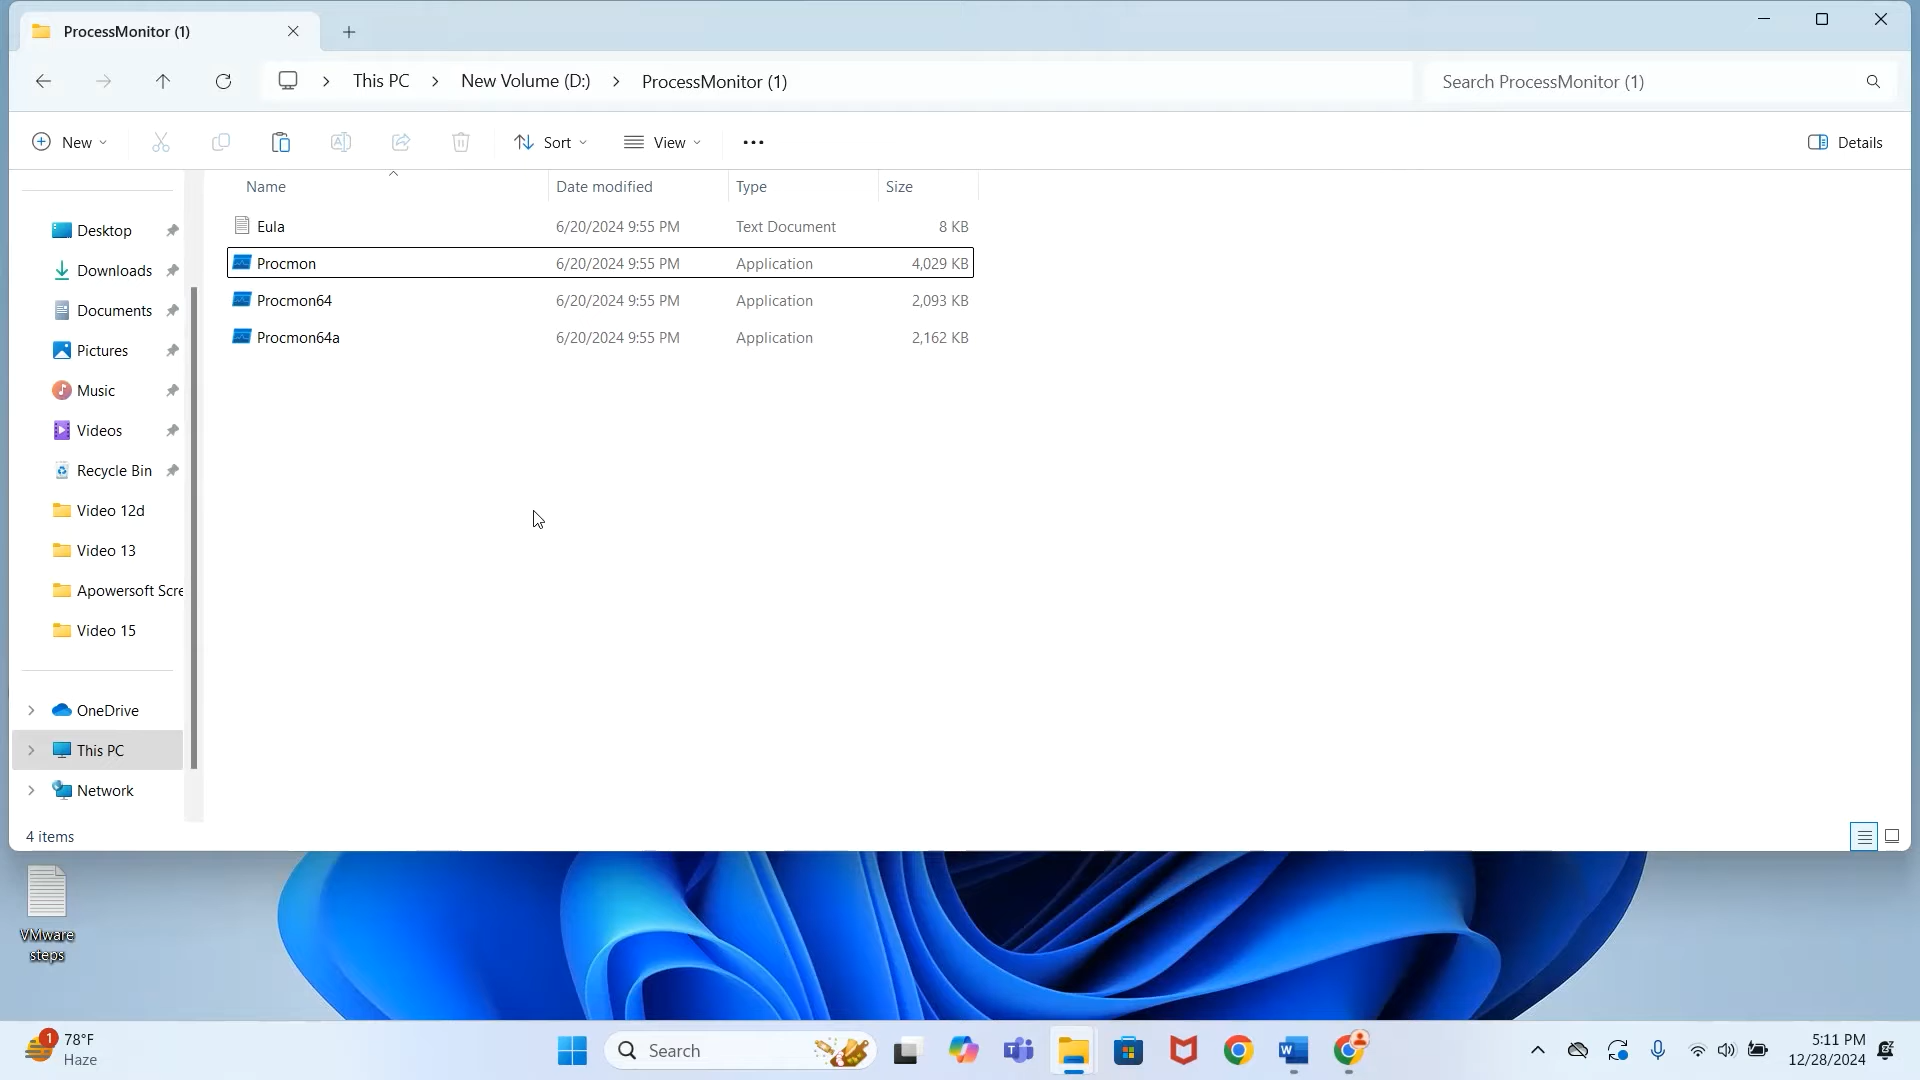 ProcessMonitor (1)
This PC > New Volume (D:) > ProcessMonitor (1)
Search ProcessMonitor (1)
New
Sort
View
Details
Name Date modified Type Size
Eula 6/20/2024 9:55 PM Text Document 8 KB
Procmon 6/20/2024 9:55 PM Application 4,029 KB
Procmon64 6/20/2024 9:55 PM Application 2,093 KB
Procmon64a 6/20/2024 9:55 PM Application 2,162 KB
Desktop
Downloads
Documents
Pictures
Music
Videos
Recycle Bin
Video 12d
Video 13
Apowersoft Scre
Video 15
OneDrive
This PC
Network
4 items
VMware
steps
1
78°F
Haze
Search
5:11 PM
12/28/2024